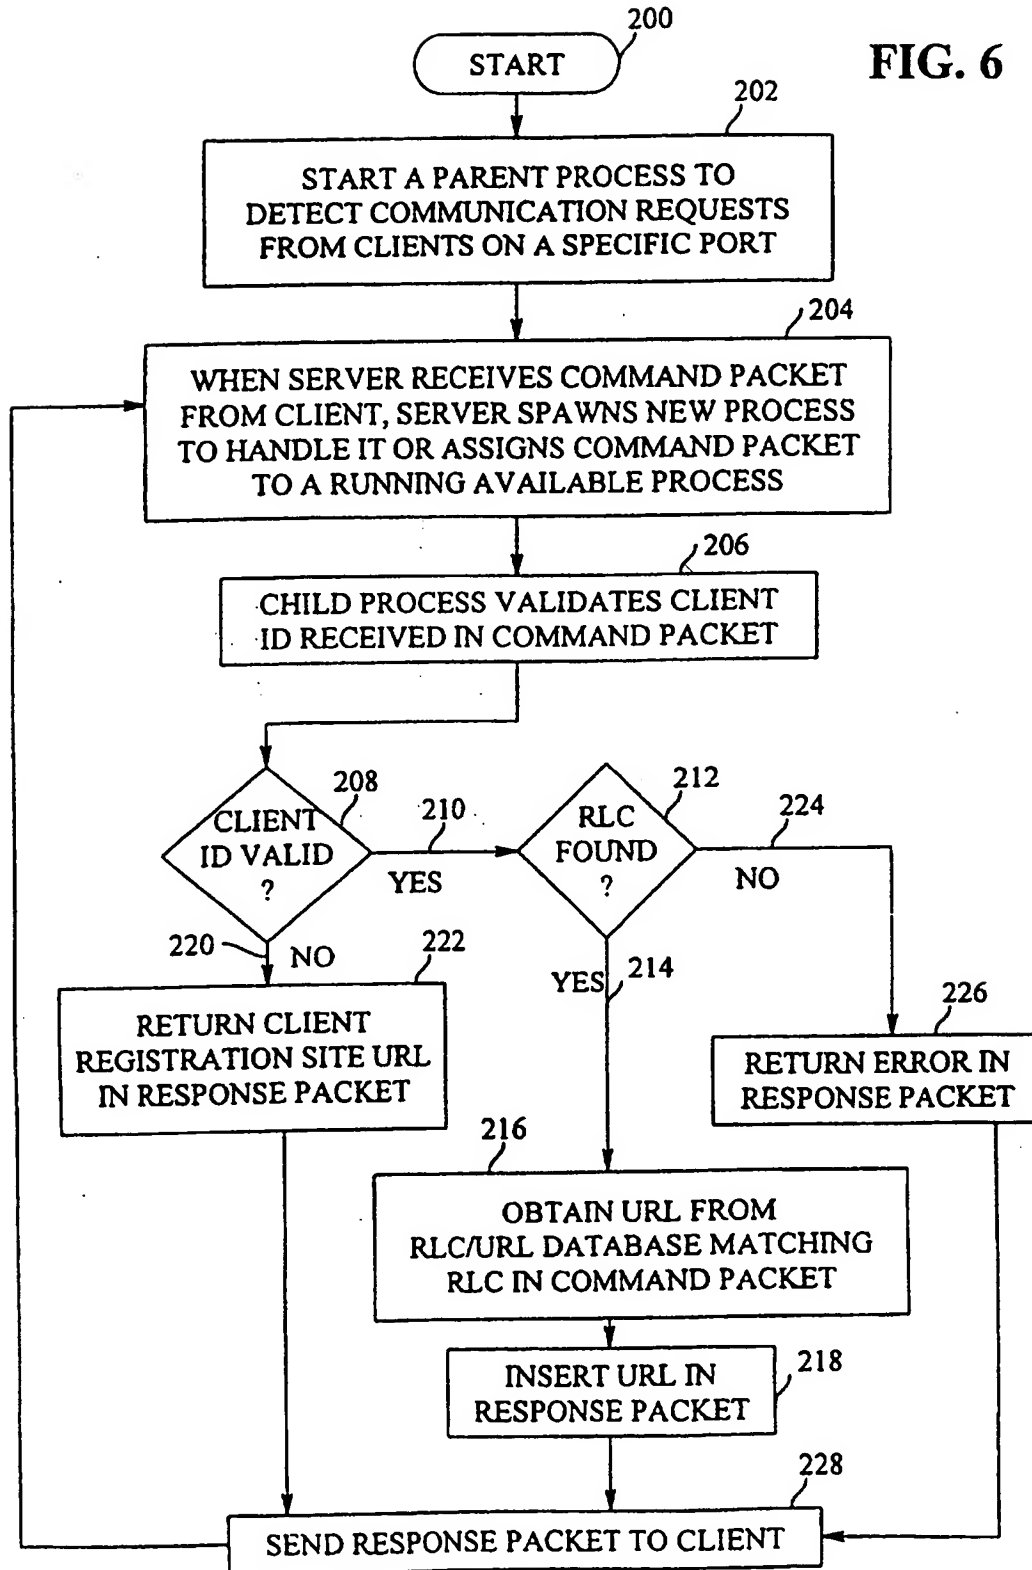 200
START
FIG. 6
202
START A PARENT PROCESS TO
DETECT COMMUNICATION REQUESTS
FROM CLIENTS ON A SPECIFIC PORT
204
WHEN SERVER RECEIVES COMMAND PACKET
FROM CLIENT, SERVER SPAWNS NEW PROCESS
TO HANDLE IT OR ASSIGNS COMMAND PACKET
TO A RUNNING AVAILABLE PROCESS
206
CHILD PROCESS VALIDATES CLIENT
ID RECEIVED IN COMMAND PACKET
208
CLIENT
ID VALID
?
210
YES
212
RLC
FOUND
?
224
NO
220
NO
222
RETURN CLIENT
REGISTRATION SITE URL
IN RESPONSE PACKET
YES
214
226
RETURN ERROR IN
RESPONSE PACKET
216
OBTAIN URL FROM
RLC/URL DATABASE MATCHING
RLC IN COMMAND PACKET
218
INSERT URL IN
RESPONSE PACKET
228
SEND RESPONSE PACKET TO CLIENT